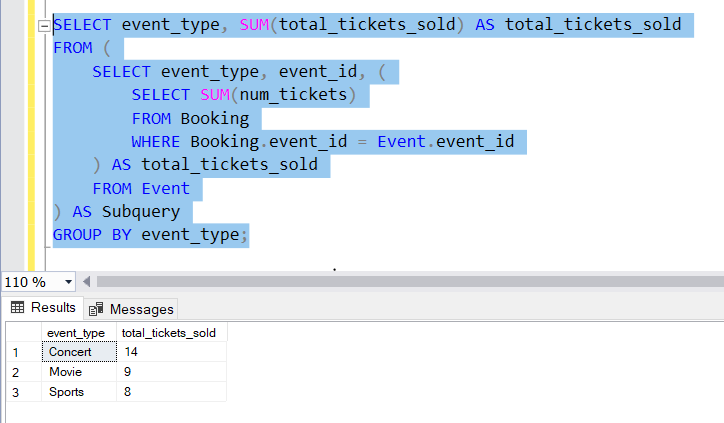 SELECT event_type, SUM(total_tickets_sold) AS total_tickets_sold
FROM (
SELECT event_type, event_id, (
SELECT SUM(num_tickets)
FROM Booking
WHERE Booking.event_id = Event.event_id
) AS total_tickets_sold
FROM Event
) AS Subquery
GROUP BY event_type;
110 %
Results Messages
event_type total_tickets_sold
1 Concert 14
2 Movie 9
3 Sports 8